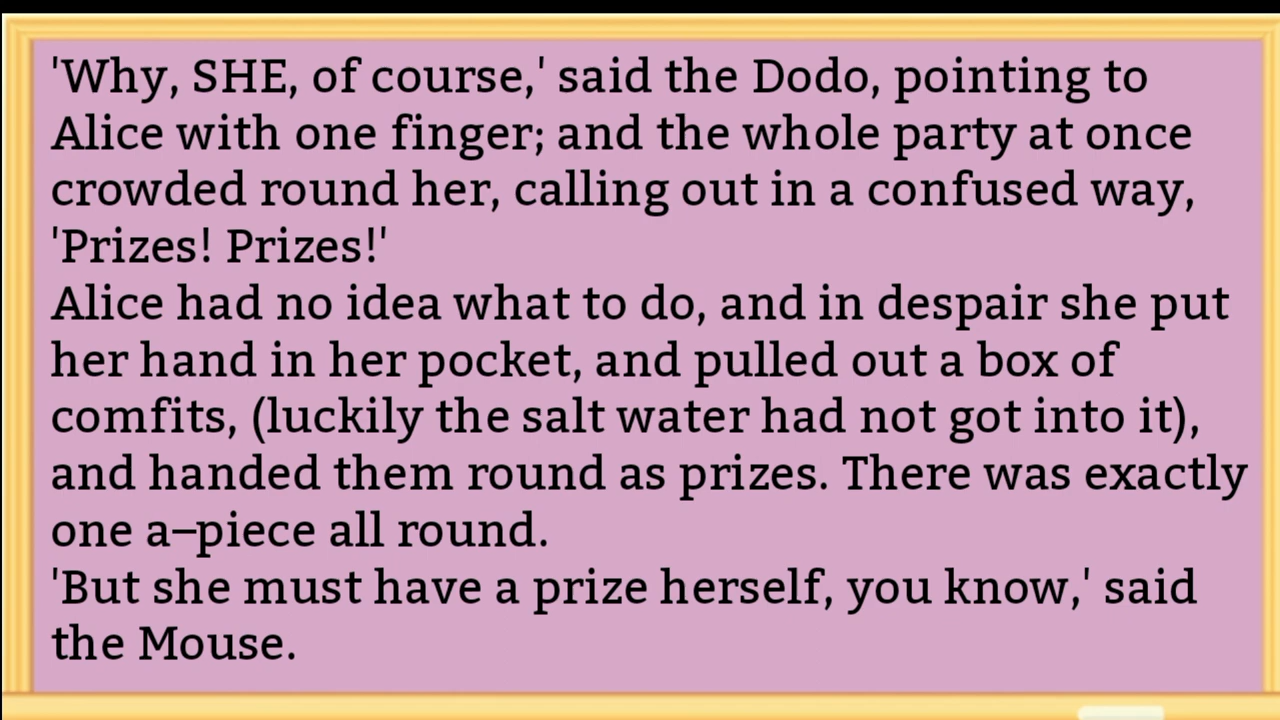 'Why, SHE, of course,' said the Dodo, pointing to
Alice with one finger; and the whole party at once
crowded round her, calling out in a confused way,
'Prizes! Prizes!'
Alice had no idea what to do, and in despair she put
her hand in her pocket, and pulled out a box of
comfits, (luckily the salt water had not got into it),
and handed them round as prizes. There was exactly
one a–piece all round.
'But she must have a prize herself, you know,' said
the Mouse.